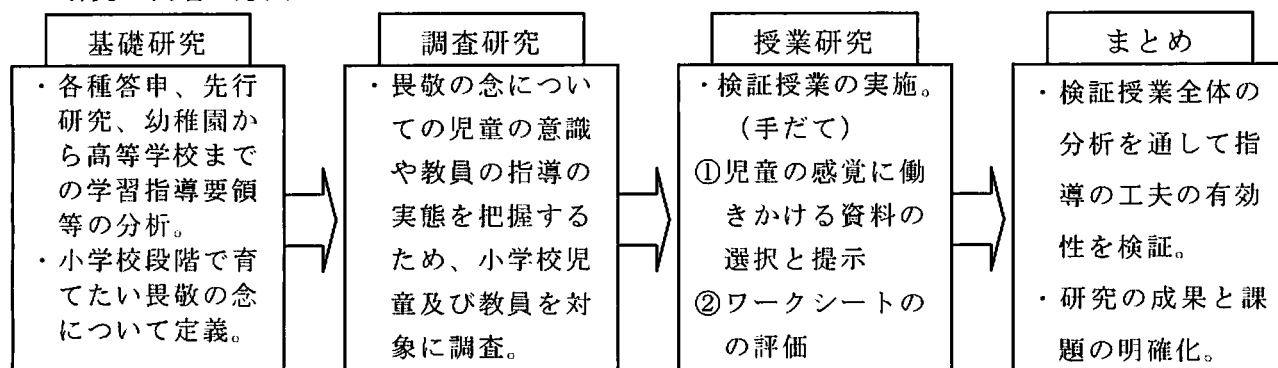 基礎研究
・各種答申、先行
研究、幼稚園か
ら高等学校まで
の学習指導要領
等の分析。
・小学校段階で育
てたい畏敬の念
について定義。
調査研究
・畏敬の念につい
ての児童の意識
や教員の指導の
実態を把握する
ため、小学校児
童及び教員を対
象に調査。
授業研究
・検証授業の実施。
（手だて）
①児童の感覚に働
きかける資料の
選択と提示
②ワークシートの
の評価
まとめ
・検証授業全体の
分析を通して指
導の工夫の有効
性を検証。
・研究の成果と課
題の明確化。